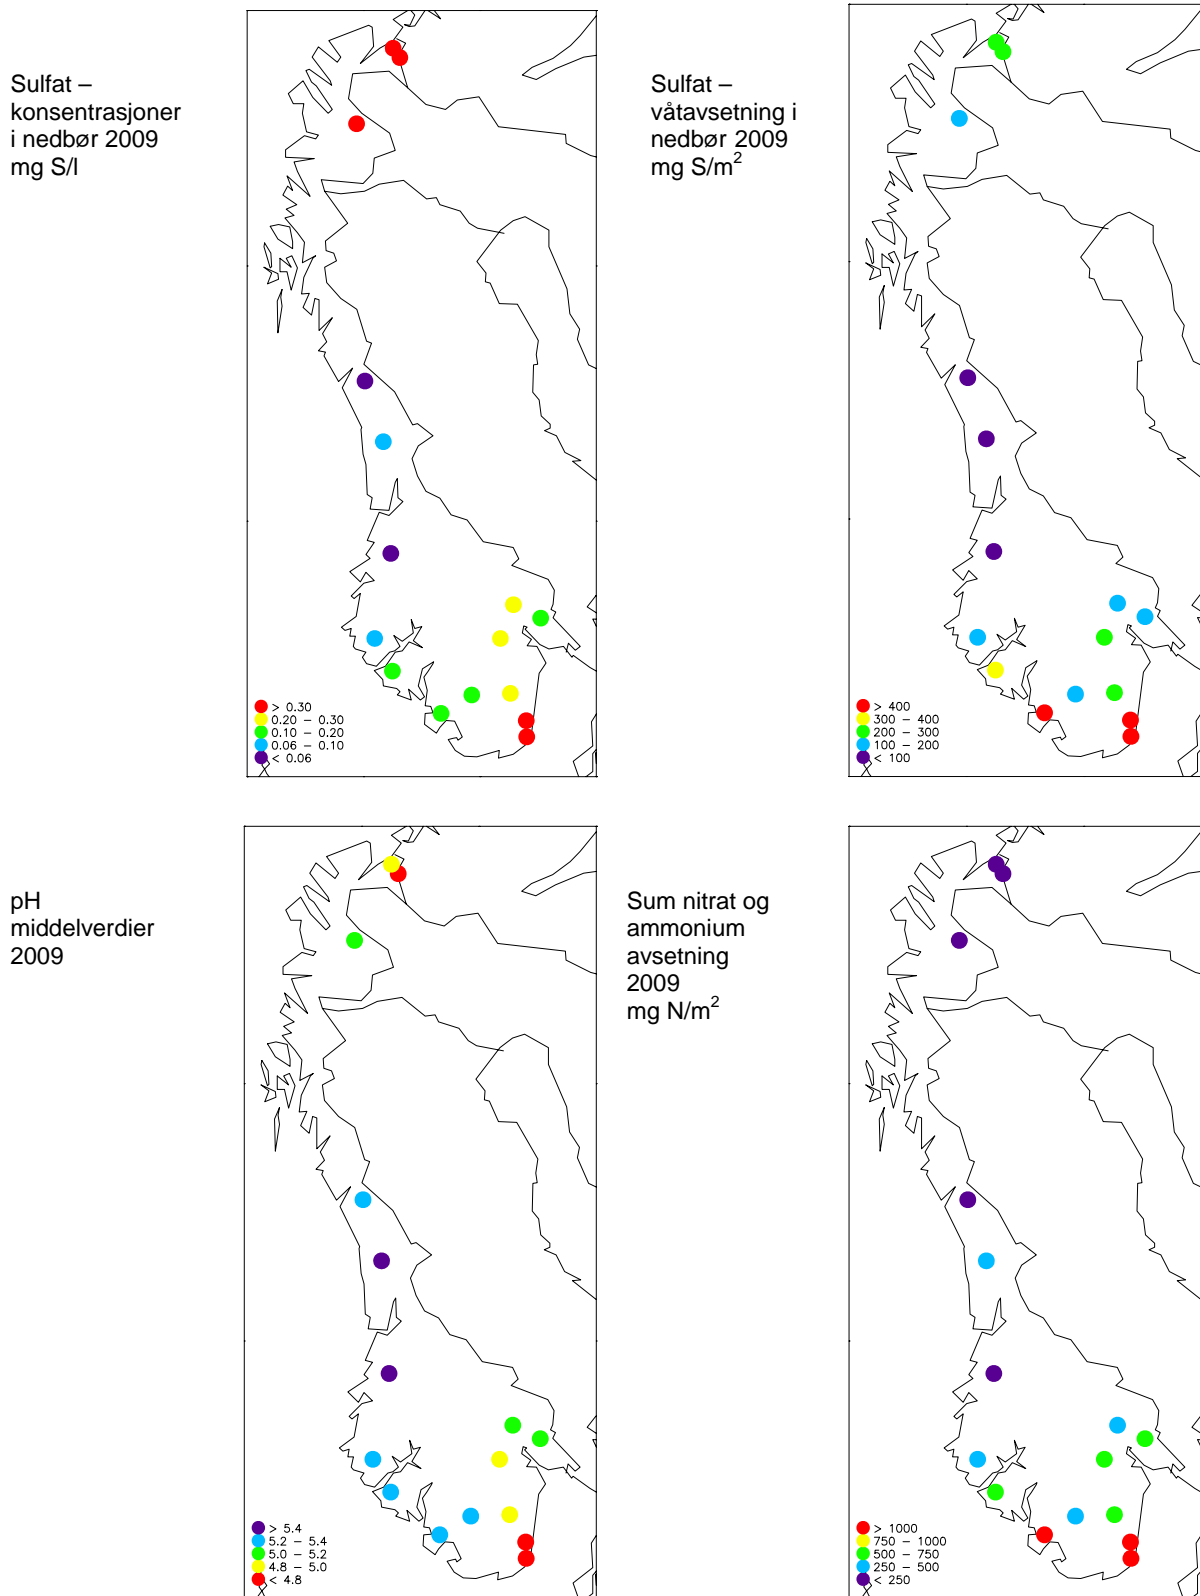 Sulfat –
konsentrasjoner
i nedbør 2009
mg S/l
> 0.30
0.20 – 0.30
0.10 – 0.20
0.06 – 0.10
< 0.06
Sulfat –
våtavsetning i
nedbør 2009
mg S/m²
> 400
300 – 400
200 – 300
100 – 200
< 100
pH
middelverdier
2009
> 5.4
5.2 – 5.4
5.0 – 5.2
4.8 – 5.0
< 4.8
Sum nitrat og
ammonium
avsetning
2009
mg N/m²
> 1000
750 – 1000
500 – 750
250 – 500
< 250